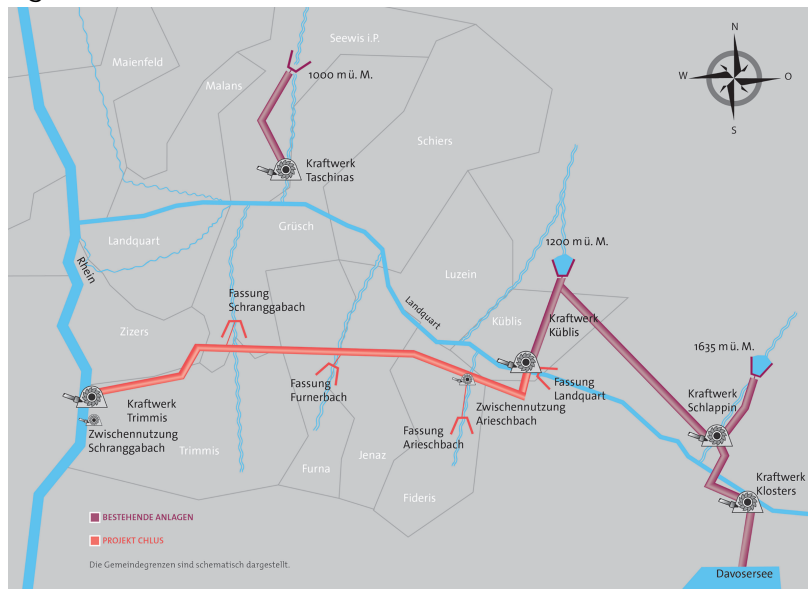 Seewis i.P.
Maienfeld
Malans
1000 m ü. M.
N
W
O
S
Schiers
Kraftwerk
Taschinas
Landquart
Grüsch
1200 m ü. M.
Rhein
Luzein
Fassung
Schranggabach
Landquart
Küblis
Kraftwerk
Küblis
Zizers
1635 m ü. M.
Fassung
Furnerbach
Fassung
Landquart
Kraftwerk
Schlappin
Kraftwerk
Trimmis
Zwischennutzung
Arieschbach
Zwischennutzung
Schranggabach
Fassung
Arieschbach
Trimmis
Jenaz
Furna
Fideris
Kraftwerk
Klosters
BESTEHENDE ANLAGEN
PROJEKT CHLUS
Die Gemeindegrenzen sind schematisch dargestellt.
Davosersee